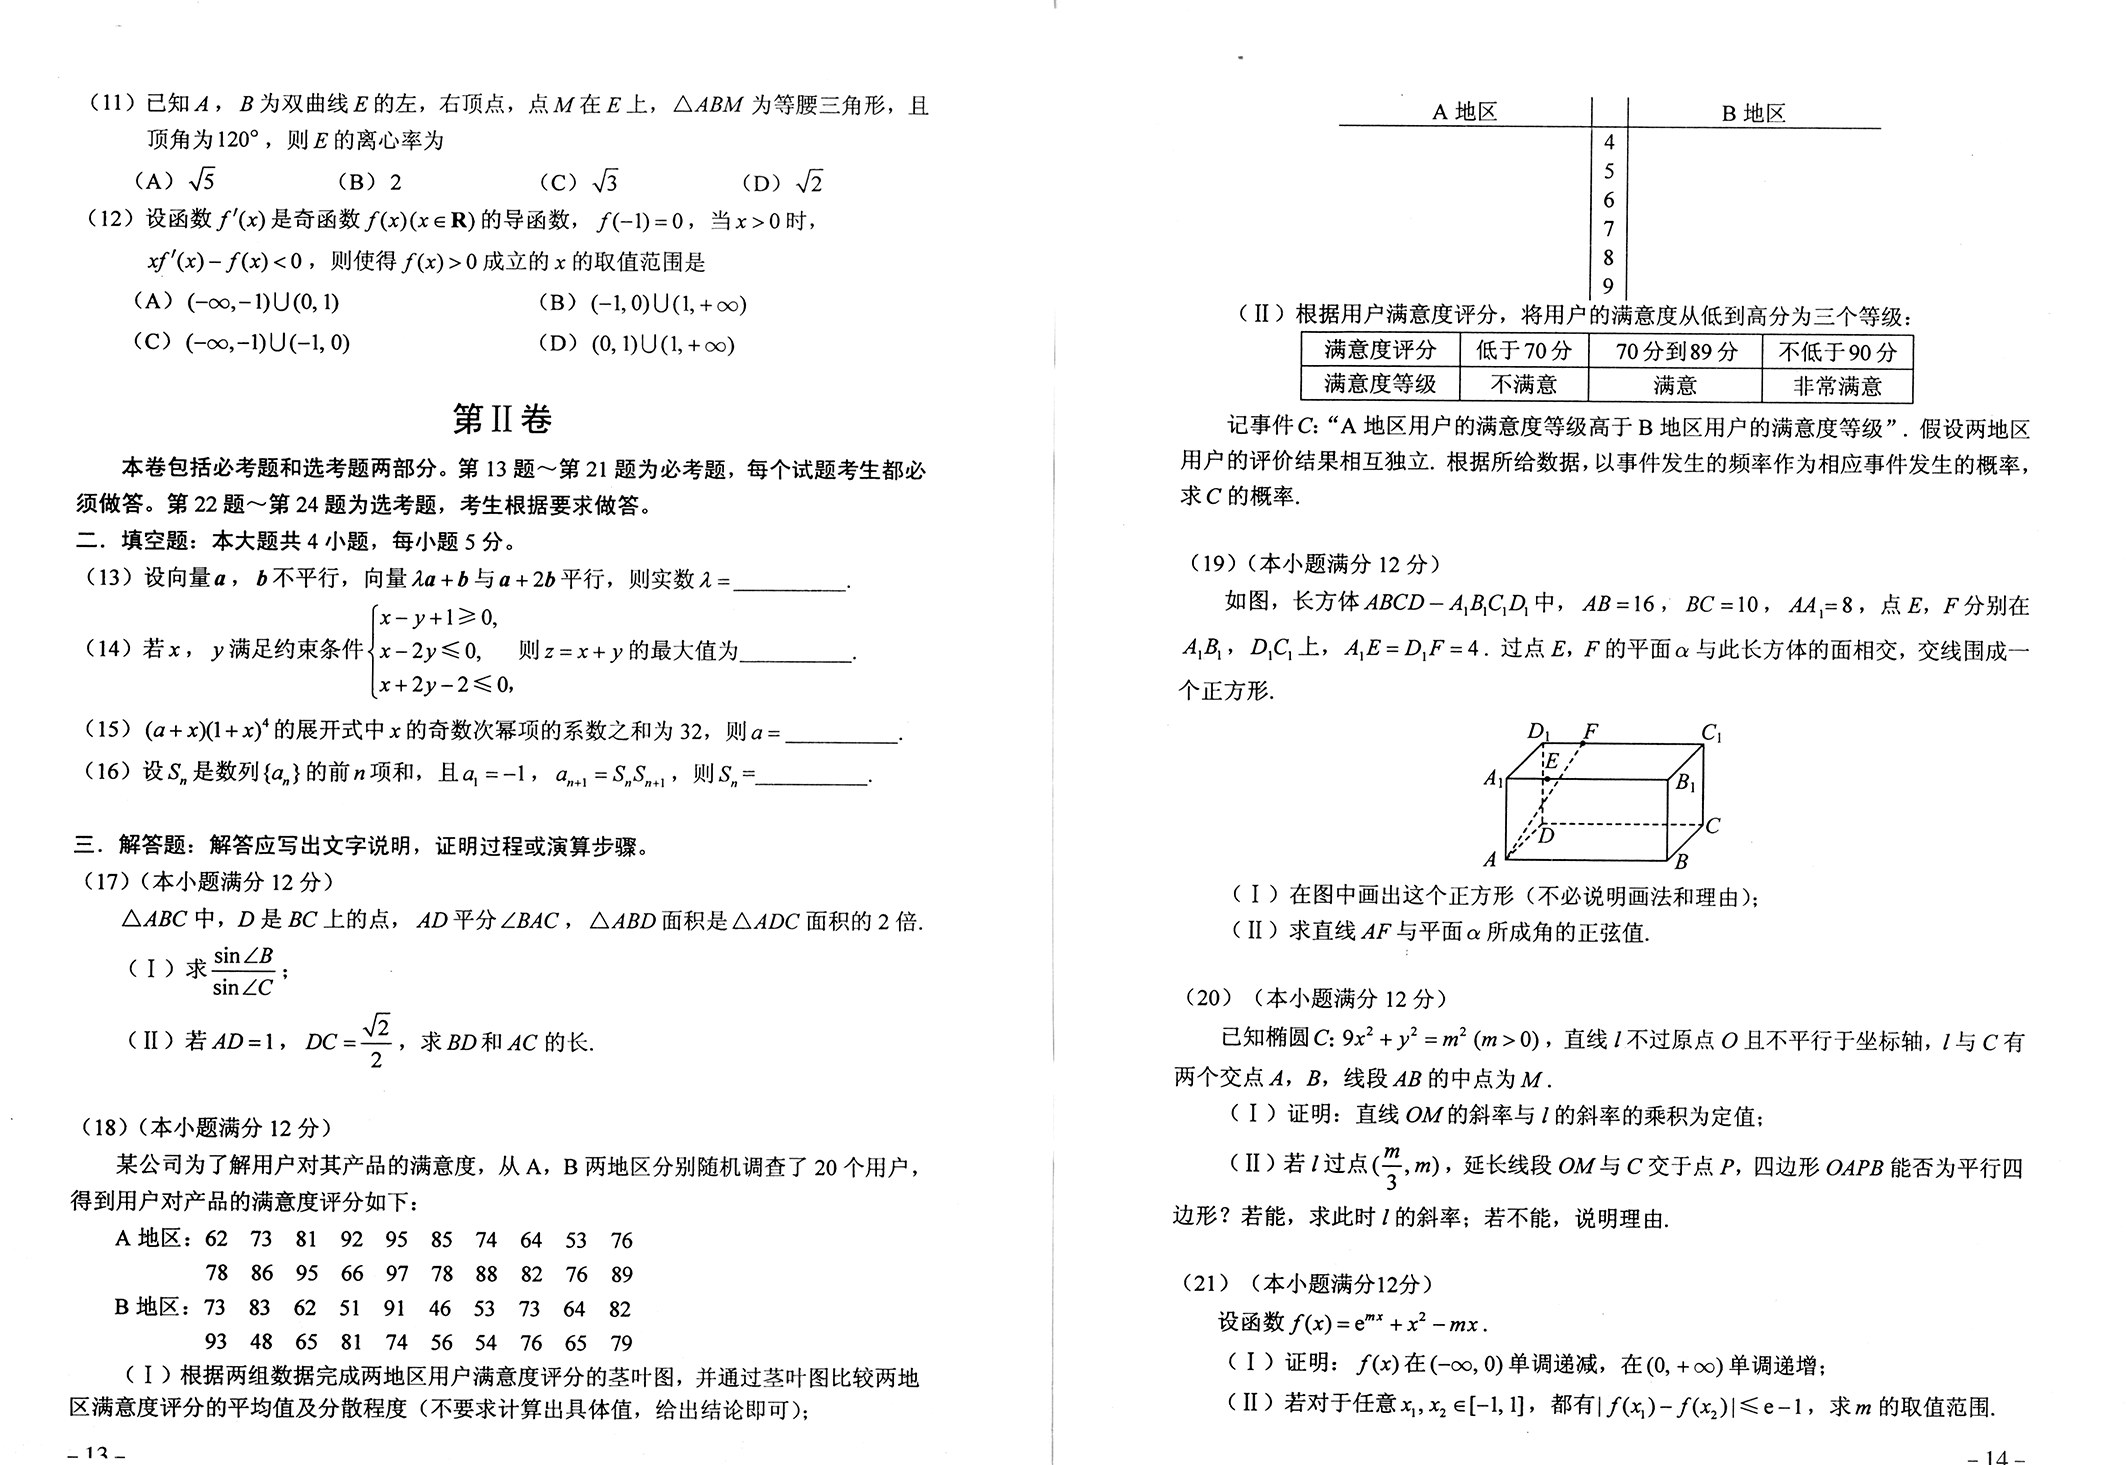 (11)已知A，B为双曲线E的左，右顶点，点M在E上，△ABM为等腰三角形，且
顶角为120°，则E的离心率为
(A) √5 (B) 2 (C) √3 (D) √2
(12)设函数f′(x)是奇函数f(x)(x∈R)的导函数，f(−1)=0，当x>0时，
xf′(x)−f(x)<0，则使得f(x)>0成立的x的取值范围是
(A) (−∞,−1)∪(0,1) (B) (−1,0)∪(1,+∞)
(C) (−∞,−1)∪(−1,0) (D) (0,1)∪(1,+∞)
第Ⅱ卷
本卷包括必考题和选考题两部分。第13题～第21题为必考题，每个试题考生都必
须做答。第22题～第24题为选考题，考生根据要求做答。
二．填空题：本大题共4小题，每小题5分。
(13)设向量a，b不平行，向量λa+b与a+2b平行，则实数λ=________.
(14)若x，y满足约束条件{x−y+1≥0, x−2y≤0, x+2y−2≤0, 则z=x+y的最大值为________.
(15) (a+x)(1+x)⁴的展开式中x的奇数次幂项的系数之和为32，则a=________.
(16)设Sₙ是数列{aₙ}的前n项和，且a₁=−1，aₙ₊₁=SₙSₙ₊₁，则Sₙ=________.
三．解答题：解答应写出文字说明，证明过程或演算步骤。
(17)(本小题满分12分)
△ABC中，D是BC上的点，AD平分∠BAC，△ABD面积是△ADC面积的2倍.
(Ⅰ)求 sin∠B/sin∠C；
(Ⅱ)若AD=1，DC=√2/2，求BD和AC的长.
(18)(本小题满分12分)
某公司为了解用户对其产品的满意度，从A，B两地区分别随机调查了20个用户，
得到用户对产品的满意度评分如下：
A地区：62 73 81 92 95 85 74 64 53 76
78 86 95 66 97 78 88 82 76 89
B地区：73 83 62 51 91 46 53 73 64 82
93 48 65 81 74 56 54 76 65 79
(Ⅰ)根据两组数据完成两地区用户满意度评分的茎叶图，并通过茎叶图比较两地
区满意度评分的平均值及分散程度(不要求计算出具体值，给出结论即可)；
- 13 -
A地区 B地区
4
5
6
7
8
9
(Ⅱ)根据用户满意度评分，将用户的满意度从低到高分为三个等级：
满意度评分 低于70分 70分到89分 不低于90分
满意度等级 不满意 满意 非常满意
记事件C：“A地区用户的满意度等级高于B地区用户的满意度等级”．假设两地区
用户的评价结果相互独立. 根据所给数据，以事件发生的频率作为相应事件发生的概率，
求C的概率.
(19)(本小题满分12分)
如图，长方体ABCD−A₁B₁C₁D₁中，AB=16，BC=10，AA₁=8，点E，F分别在
A₁B₁，D₁C₁上，A₁E=D₁F=4．过点E，F的平面α与此长方体的面相交，交线围成一
个正方形.
D₁ F C₁
E
A₁ B₁
D C
A B
(Ⅰ)在图中画出这个正方形(不必说明画法和理由)；
(Ⅱ)求直线AF与平面α所成角的正弦值.
(20)(本小题满分12分)
已知椭圆C：9x²+y²=m²(m>0)，直线l不过原点O且不平行于坐标轴，l与C有
两个交点A，B，线段AB的中点为M．
(Ⅰ)证明：直线OM的斜率与l的斜率的乘积为定值；
(Ⅱ)若l过点(m/3,m)，延长线段OM与C交于点P，四边形OAPB能否为平行四
边形？若能，求此时l的斜率；若不能，说明理由.
(21)(本小题满分12分)
设函数f(x)=eᵐˣ+x²−mx．
(Ⅰ)证明：f(x)在(−∞,0)单调递减，在(0,+∞)单调递增；
(Ⅱ)若对于任意x₁,x₂∈[−1,1]，都有|f(x₁)−f(x₂)|≤e−1，求m的取值范围.
- 14 -